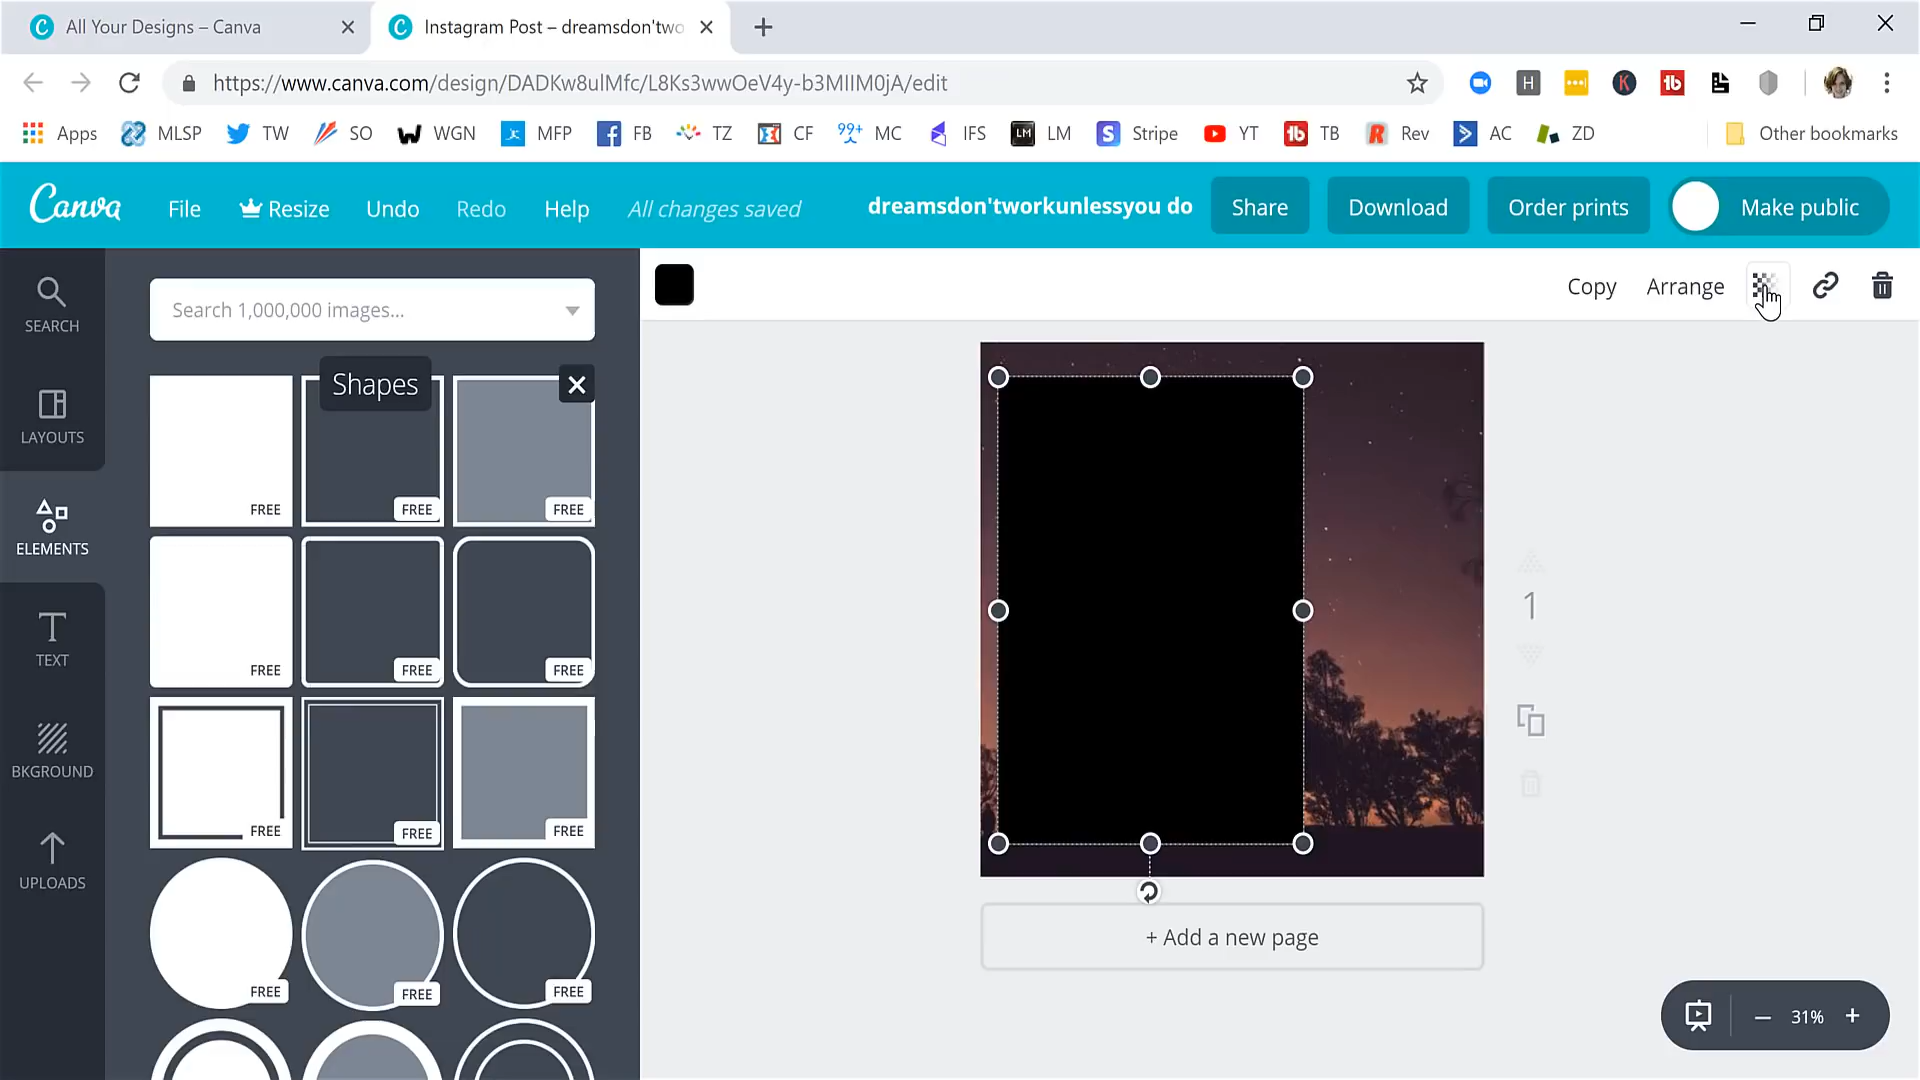 All Your Designs – Canva
Instagram Post – dreamsdon'two
https://www.canva.com/design/DADKw8ulMfc/L8Ks3wwOeV4y-b3MIIM0jA/edit
Apps MLSP TW SO WGN MFP FB TZ CF 99+ MC IFS LM LM Stripe YT TB Rev AC ZD Other bookmarks
Canva File Resize Undo Redo Help All changes saved dreamsdon'tworkunlessyou do Share Download Order prints Make public
Search 1,000,000 images...
Copy Arrange
SEARCH
LAYOUTS
ELEMENTS
TEXT
BKGROUND
UPLOADS
Shapes
FREE FREE FREE
FREE FREE FREE
FREE FREE FREE
FREE FREE FREE
1
+ Add a new page
31%